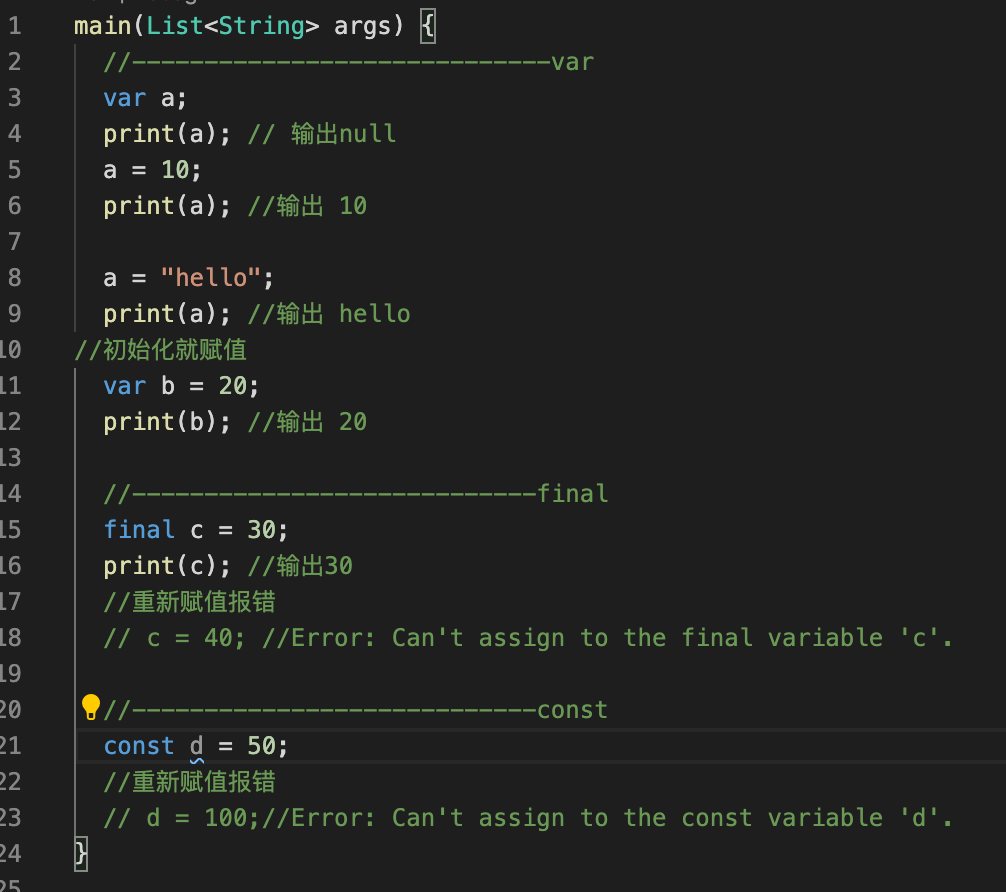 1 main(List<String> args) {
2 //-----------------------------var
3 var a;
4 print(a); // 输出null
5 a = 10;
6 print(a); //输出 10
7
8 a = "hello";
9 print(a); //输出 hello
10 //初始化就赋值
11 var b = 20;
12 print(b); //输出 20
13
14 //----------------------------final
15 final c = 30;
16 print(c); //输出30
17 //重新赋值报错
18 // c = 40; //Error: Can't assign to the final variable 'c'.
19
20 //----------------------------const
21 const d = 50;
22 //重新赋值报错
23 // d = 100;//Error: Can't assign to the const variable 'd'.
24 }
25